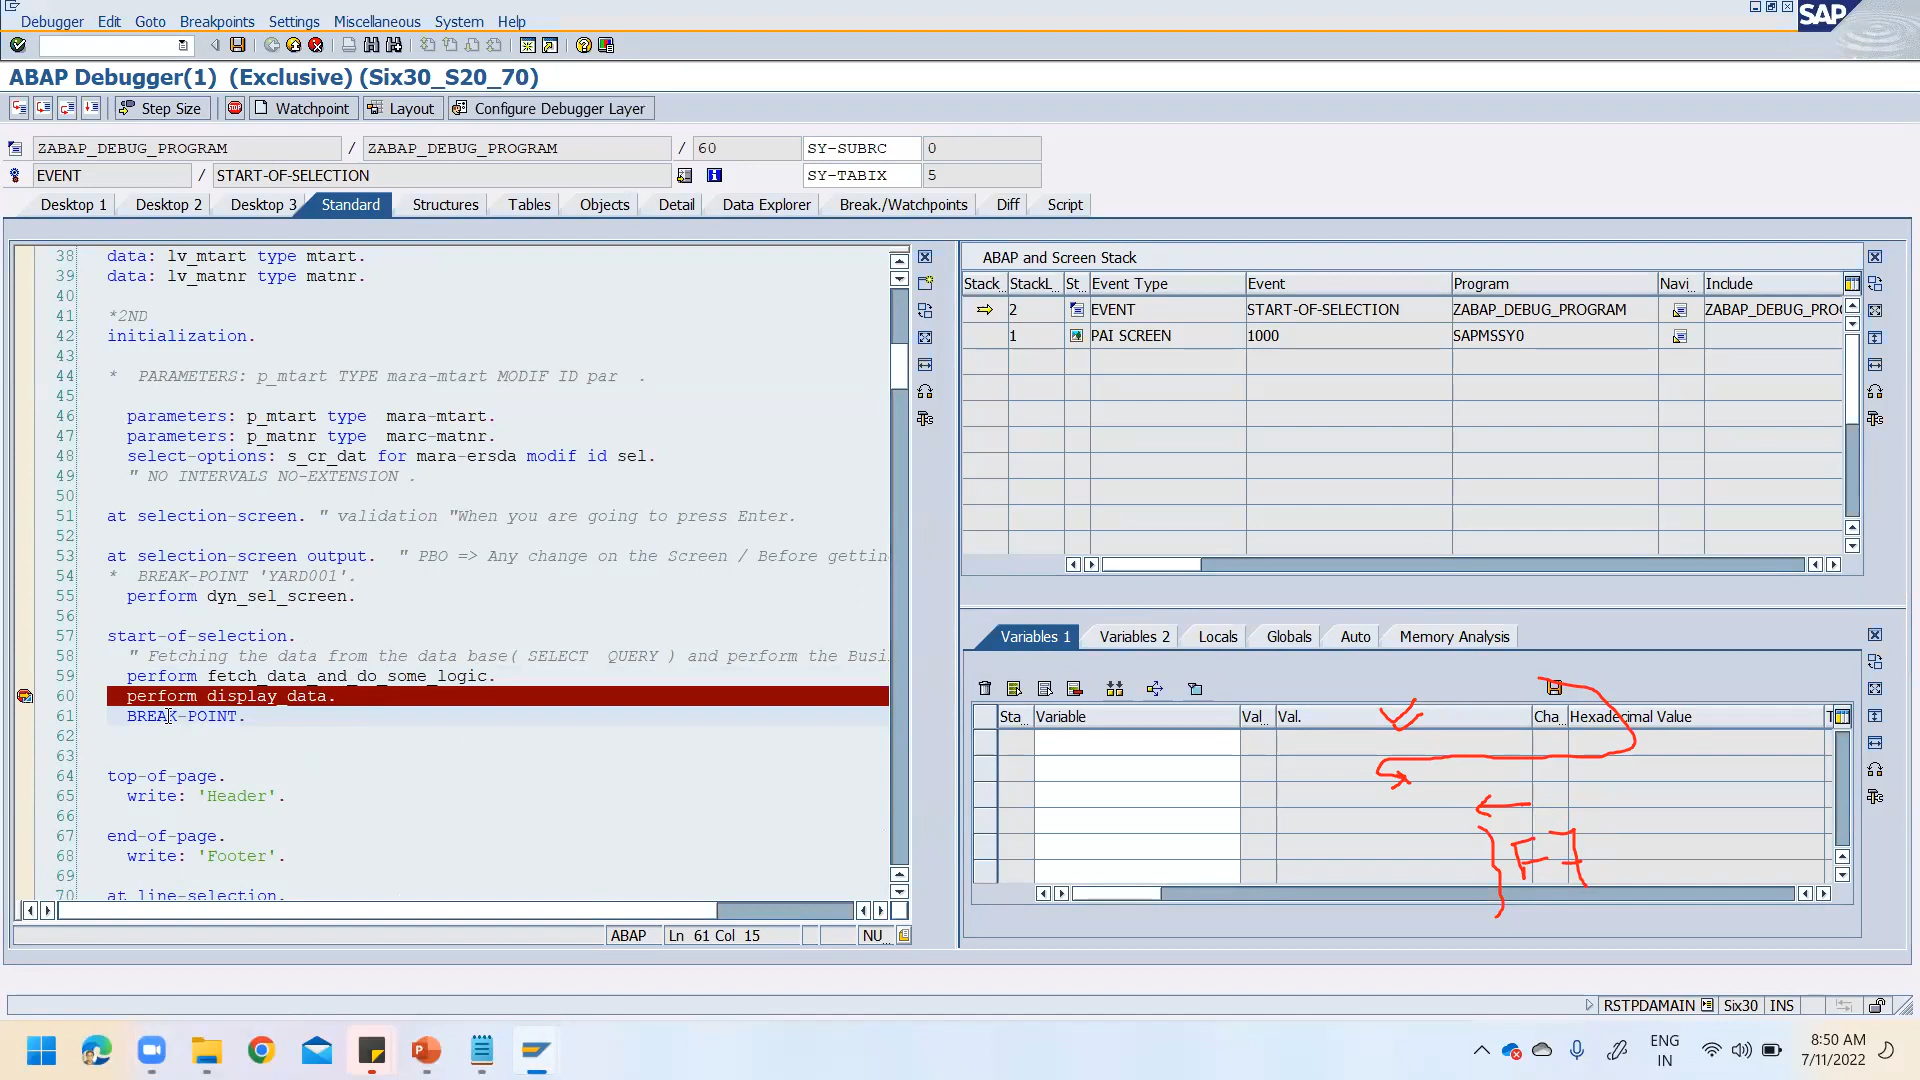 Debugger Edit Goto Breakpoints Settings Miscellaneous System Help
SAP
ABAP Debugger(1) (Exclusive) (Six30_S20_70)
Step Size Watchpoint Layout Configure Debugger Layer
ZABAP_DEBUG_PROGRAM / ZABAP_DEBUG_PROGRAM / 60 SY-SUBRC 0
EVENT / START-OF-SELECTION SY-TABIX 5
Desktop 1 Desktop 2 Desktop 3 Standard Structures Tables Objects Detail Data Explorer Break./Watchpoints Diff Script
38 data: lv_mtart type mtart.
39 data: lv_matnr type matnr.
40
41 *2ND
42 initialization.
43
44 * PARAMETERS: p_mtart TYPE mara-mtart MODIF ID par .
45
46 parameters: p_mtart type mara-mtart.
47 parameters: p_matnr type marc-matnr.
48 select-options: s_cr_dat for mara-ersda modif id sel.
49 " NO INTERVALS NO-EXTENSION .
50
51 at selection-screen. " validation "When you are going to press Enter.
52
53 at selection-screen output. " PBO => Any change on the Screen / Before gettin
54 * BREAK-POINT 'YARD001'.
55 perform dyn_sel_screen.
56
57 start-of-selection.
58 " Fetching the data from the data base( SELECT QUERY ) and perform the Busi
59 perform fetch_data_and_do_some_logic.
60 perform display_data.
61 BREAK-POINT.
62
63
64 top-of-page.
65 write: 'Header'.
66
67 end-of-page.
68 write: 'Footer'.
69
70 at line-selection.
ABAP Ln 61 Col 15 NU
ABAP and Screen Stack
Stack StackL.. St.. Event Type Event Program Navi.. Include
2 EVENT START-OF-SELECTION ZABAP_DEBUG_PROGRAM ZABAP_DEBUG_PRO
1 PAI SCREEN 1000 SAPMSSY0
Variables 1 Variables 2 Locals Globals Auto Memory Analysis
Sta.. Variable Val.. Val. Cha.. Hexadecimal Value T
F7
RSTPDAMAIN Six30 INS
ENG
IN
8:50 AM
7/11/2022